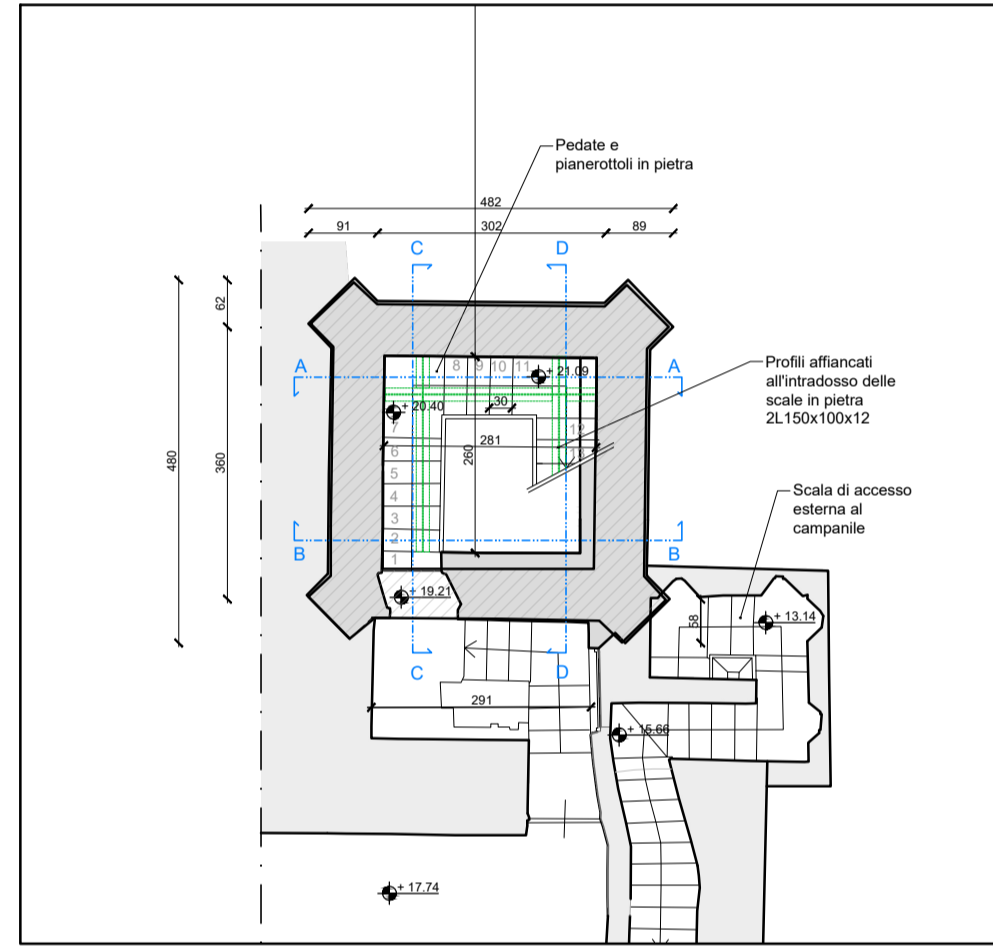 Pedate e
pianerottoli in pietra
482
91
302
89
C
D
62
A
A
8
9
10
11
+ 21.09
Profili affiancati
all'intradosso delle
scale in pietra
2L150x100x12
+ 20.40
30
7
12
480
360
6
281
13
260
5
4
Scala di accesso
esterna al
campanile
3
2
B
B
1
+ 19.21
58
+ 13.14
C
D
291
+ 15.66
+ 17.74